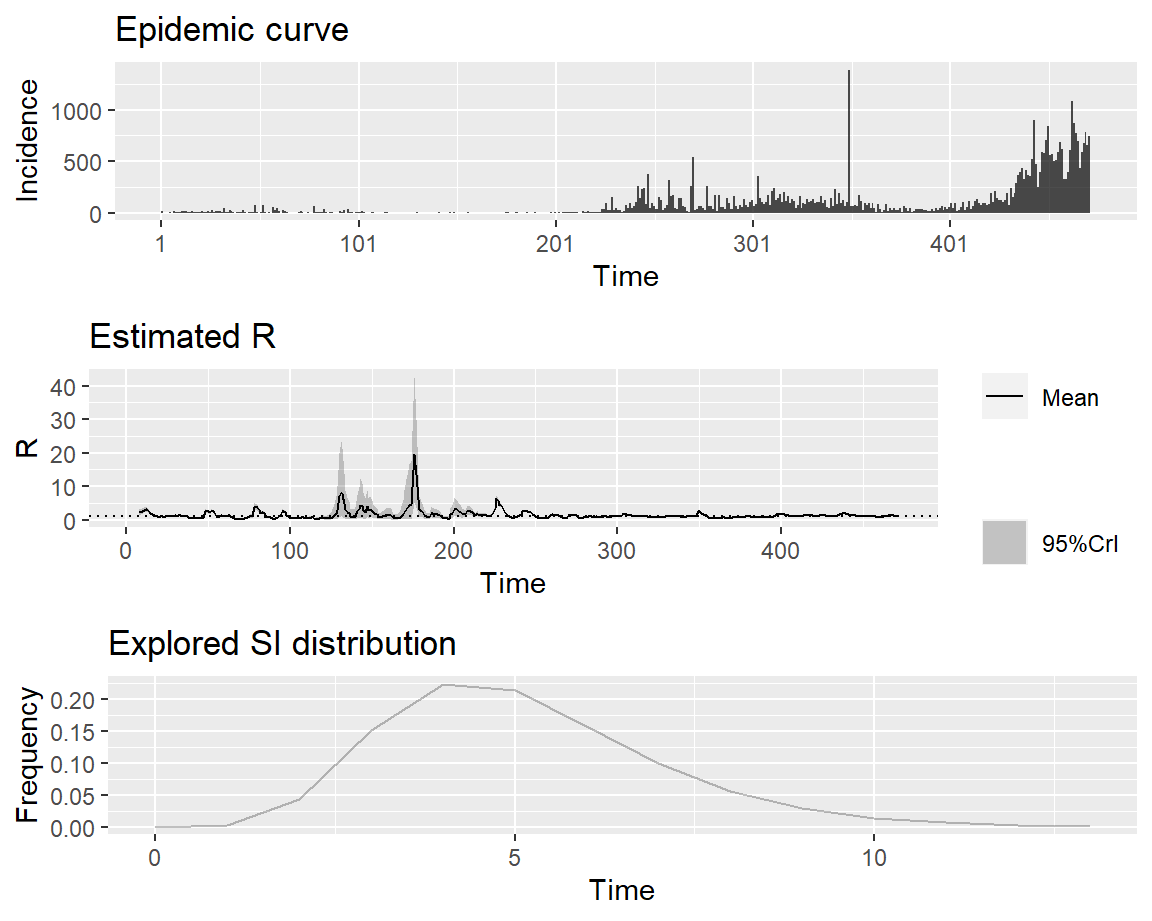 Epidemic curve
Incidence
1000
500
0
1 101 201 301 401
Time
Estimated R
R
40
30
20
10
0
0 100 200 300 400
Time
Mean
95%CrI
Explored SI distribution
Frequency
0.20
0.15
0.10
0.05
0.00
0 5 10
Time